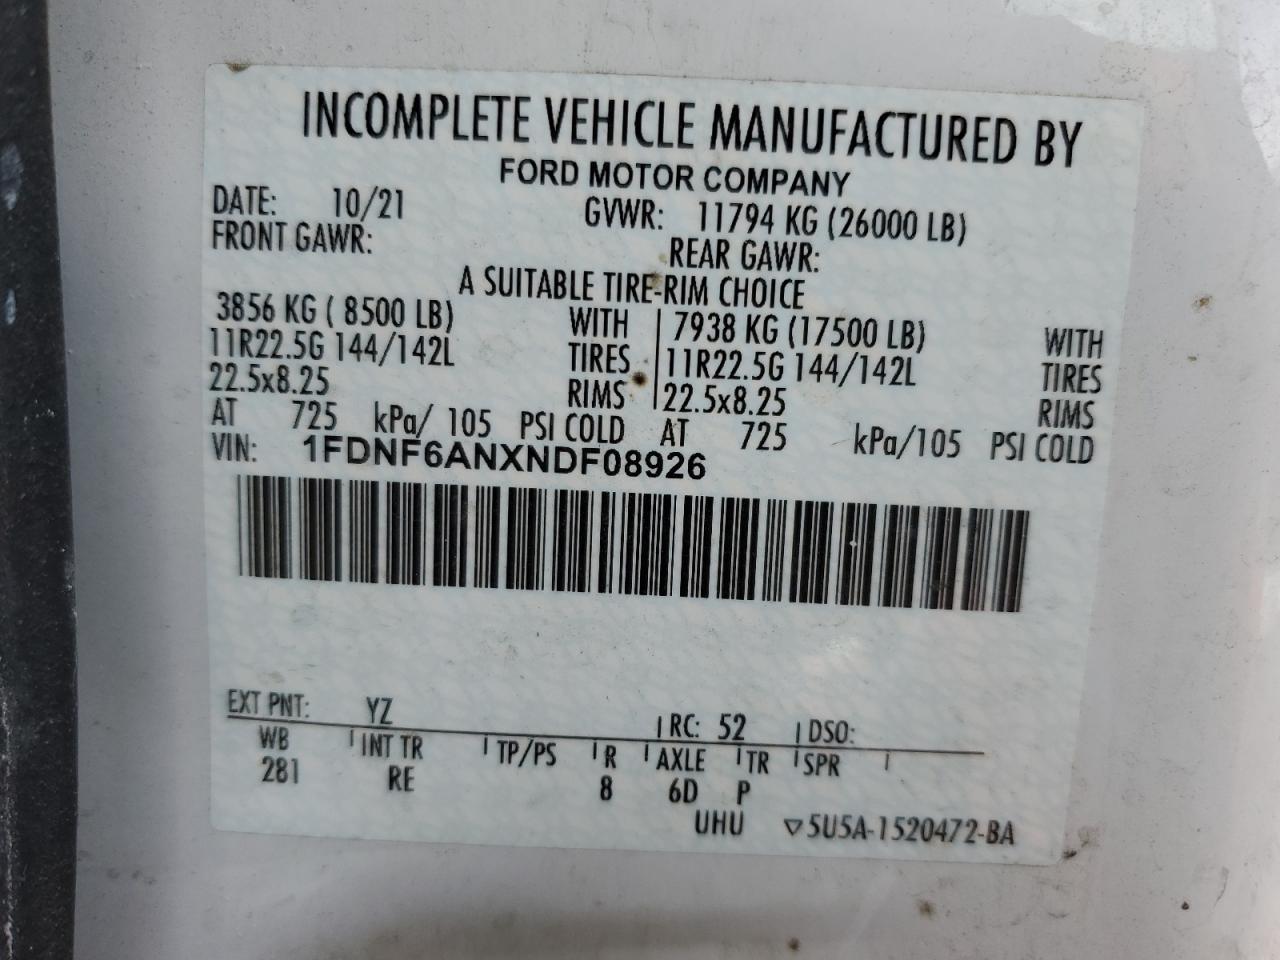 INCOMPLETE VEHICLE MANUFACTURED BY
FORD MOTOR COMPANY
DATE: 10/21 GVWR: 11794 KG (26000 LB)
FRONT GAWR: REAR GAWR:
A SUITABLE TIRE-RIM CHOICE
3856 KG ( 8500 LB) WITH | 7938 KG (17500 LB) WITH
11R22.5G 144/142L TIRES | 11R22.5G 144/142L TIRES
22.5x8.25 RIMS | 22.5x8.25 RIMS
AT 725 kPa/ 105 PSI COLD AT 725 kPa/105 PSI COLD
VIN: 1FDNF6ANXNDF08926
EXT PNT: YZ | RC: 52 | DSO:
WB | INT TR | TP/PS | R | AXLE | TR | SPR |
281 RE 8 6D P
UHU ▽5U5A-1520472-BA